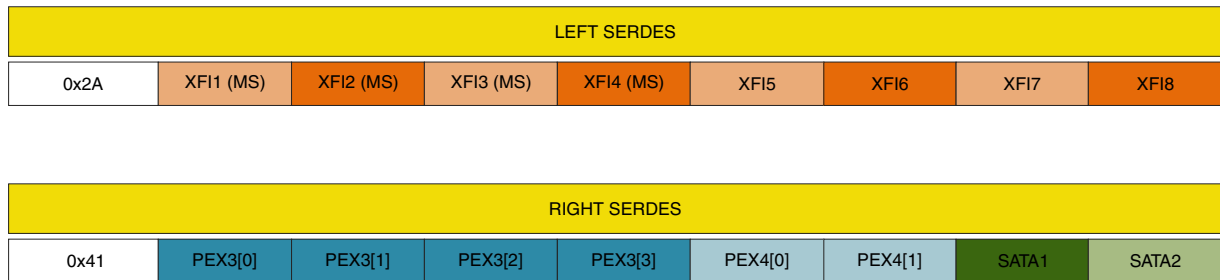 LEFT SERDES
0x2A XFI1 (MS) XFI2 (MS) XFI3 (MS) XFI4 (MS) XFI5 XFI6 XFI7 XFI8
RIGHT SERDES
0x41 PEX3[0] PEX3[1] PEX3[2] PEX3[3] PEX4[0] PEX4[1] SATA1 SATA2